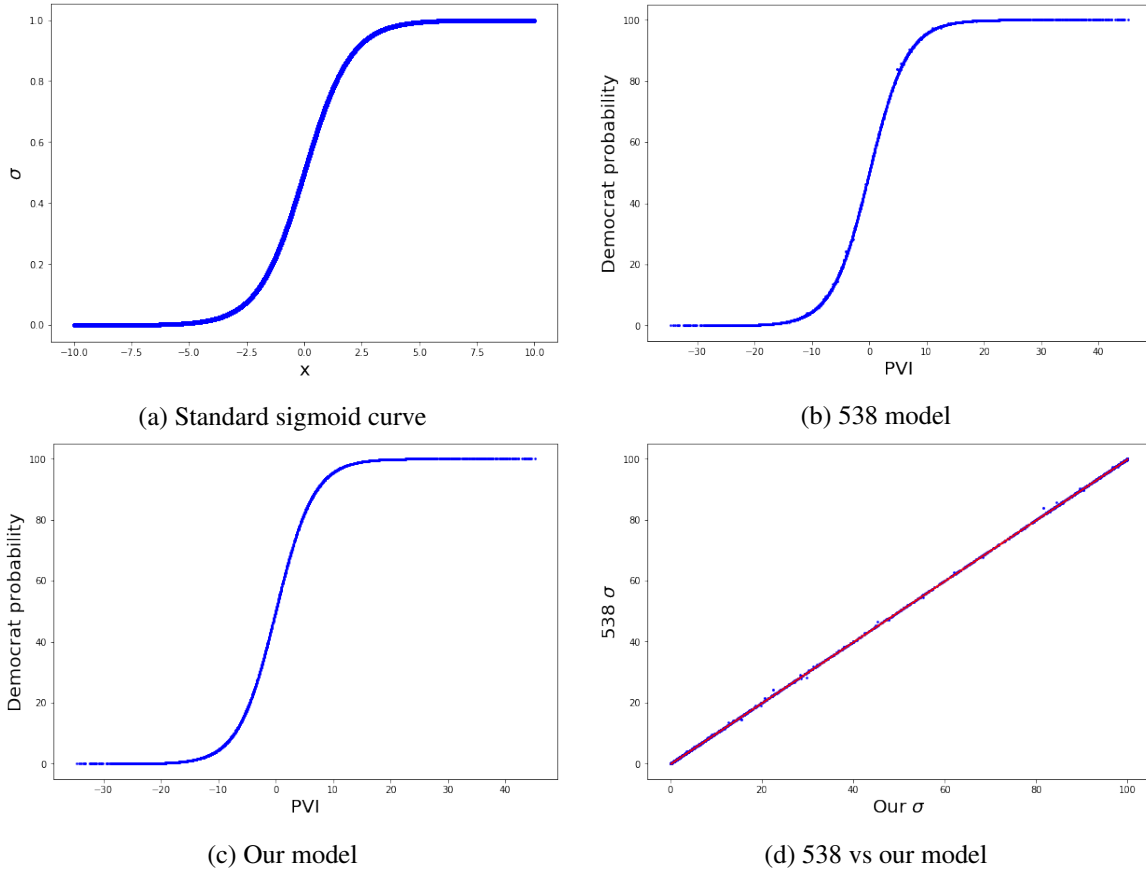 1.0
0.8
0.6
0.4
0.2
0.0
σ
−10.0 −7.5 −5.0 −2.5 0.0 2.5 5.0 7.5 10.0
x
(a) Standard sigmoid curve
100
80
60
40
20
0
Democrat probability
−30 −20 −10 0 10 20 30 40
PVI
(b) 538 model
100
80
60
40
20
0
Democrat probability
−30 −20 −10 0 10 20 30 40
PVI
(c) Our model
100
80
60
40
20
0
538 σ
0 20 40 60 80 100
Our σ
(d) 538 vs our model